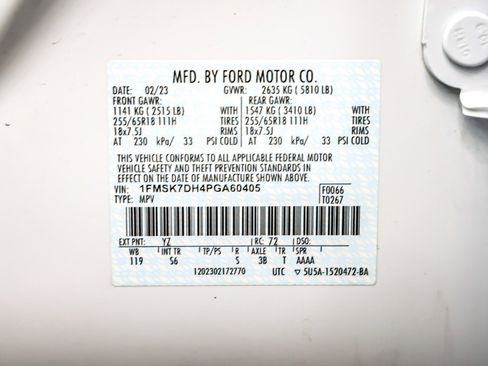 MFD. BY FORD MOTOR CO.
DATE: 02/23 GVWR: 2635 KG ( 5810 LB)
FRONT GAWR: REAR GAWR:
1141 KG ( 2515 LB) WITH 1547 KG ( 3410 LB) WITH
255/65R18 111H TIRES 255/65R18 111H TIRES
18x7.5J RIMS 18x7.5J RIMS
AT 230 kPa/ 33 PSI COLD AT 230 kPa/ 33 PSI COLD
THIS VEHICLE CONFORMS TO ALL APPLICABLE FEDERAL MOTOR
VEHICLE SAFETY AND THEFT PREVENTION STANDARDS IN EFFECT
ON THE DATE OF MANUFACTURE SHOWN ABOVE.
VIN: 1FMSK7DH4PGA60405 F0066
TYPE: MPV T0267
EXT PNT: YZ RC: 72 DSO:
WB INT TR TP/PS R AXLE TR SPR
119 S6 S 3B T AAAA
1202302172770 UTC ▽ 5U5A-1520472-BA